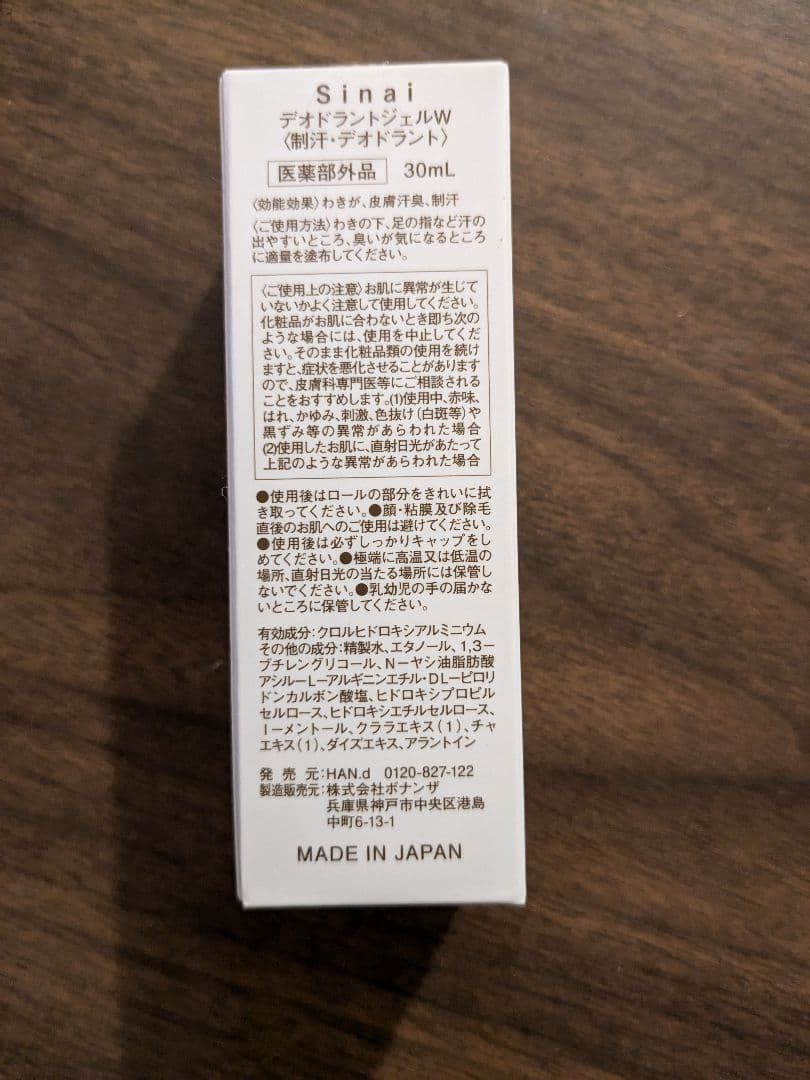 Sinai
デオドラントジェルW
〈制汗・デオドラント〉
医薬部外品 30mL
〈効能効果〉わきが、皮膚汗臭、制汗
〈ご使用方法〉わきの下、足の指など汗の
出やすいところ、臭いが気になるところ
に適量を塗布してください。
〈ご使用上の注意〉お肌に異常が生じて
いないかよく注意して使用してください。
化粧品がお肌に合わないとき即ち次の
ような場合には、使用を中止してくだ
さい。そのまま化粧品類の使用を続け
ますと、症状を悪化させることがあります
ので、皮膚科専門医等にご相談される
ことをおすすめします。(1)使用中、赤味、
はれ、かゆみ、刺激、色抜け(白斑等)や
黒ずみ等の異常があらわれた場合
(2)使用したお肌に、直射日光があたって
上記のような異常があらわれた場合
●使用後はロールの部分をきれいに拭
き取ってください。●顔・粘膜及び除毛
直後のお肌へのご使用は避けてください。
●使用後は必ずしっかりキャップをし
めてください。●極端に高温又は低温の
場所、直射日光の当たる場所には保管し
ないでください。●乳幼児の手の届かな
いところに保管してください。
有効成分:クロルヒドロキシアルミニウム
その他の成分:精製水、エタノール、1,3ー
ブチレングリコール、Nーヤシ油脂肪酸
アシルーLーアルギニンエチル・DLーピロリ
ドンカルボン酸塩、ヒドロキシプロピル
セルロース、ヒドロキシエチルセルロース、
lーメントール、クララエキス(1)、チャ
エキス(1)、ダイズエキス、アラントイン
発売元:HAN.d 0120-827-122
製造販売元:株式会社ボナンザ
兵庫県神戸市中央区港島
中町6-13-1
MADE IN JAPAN